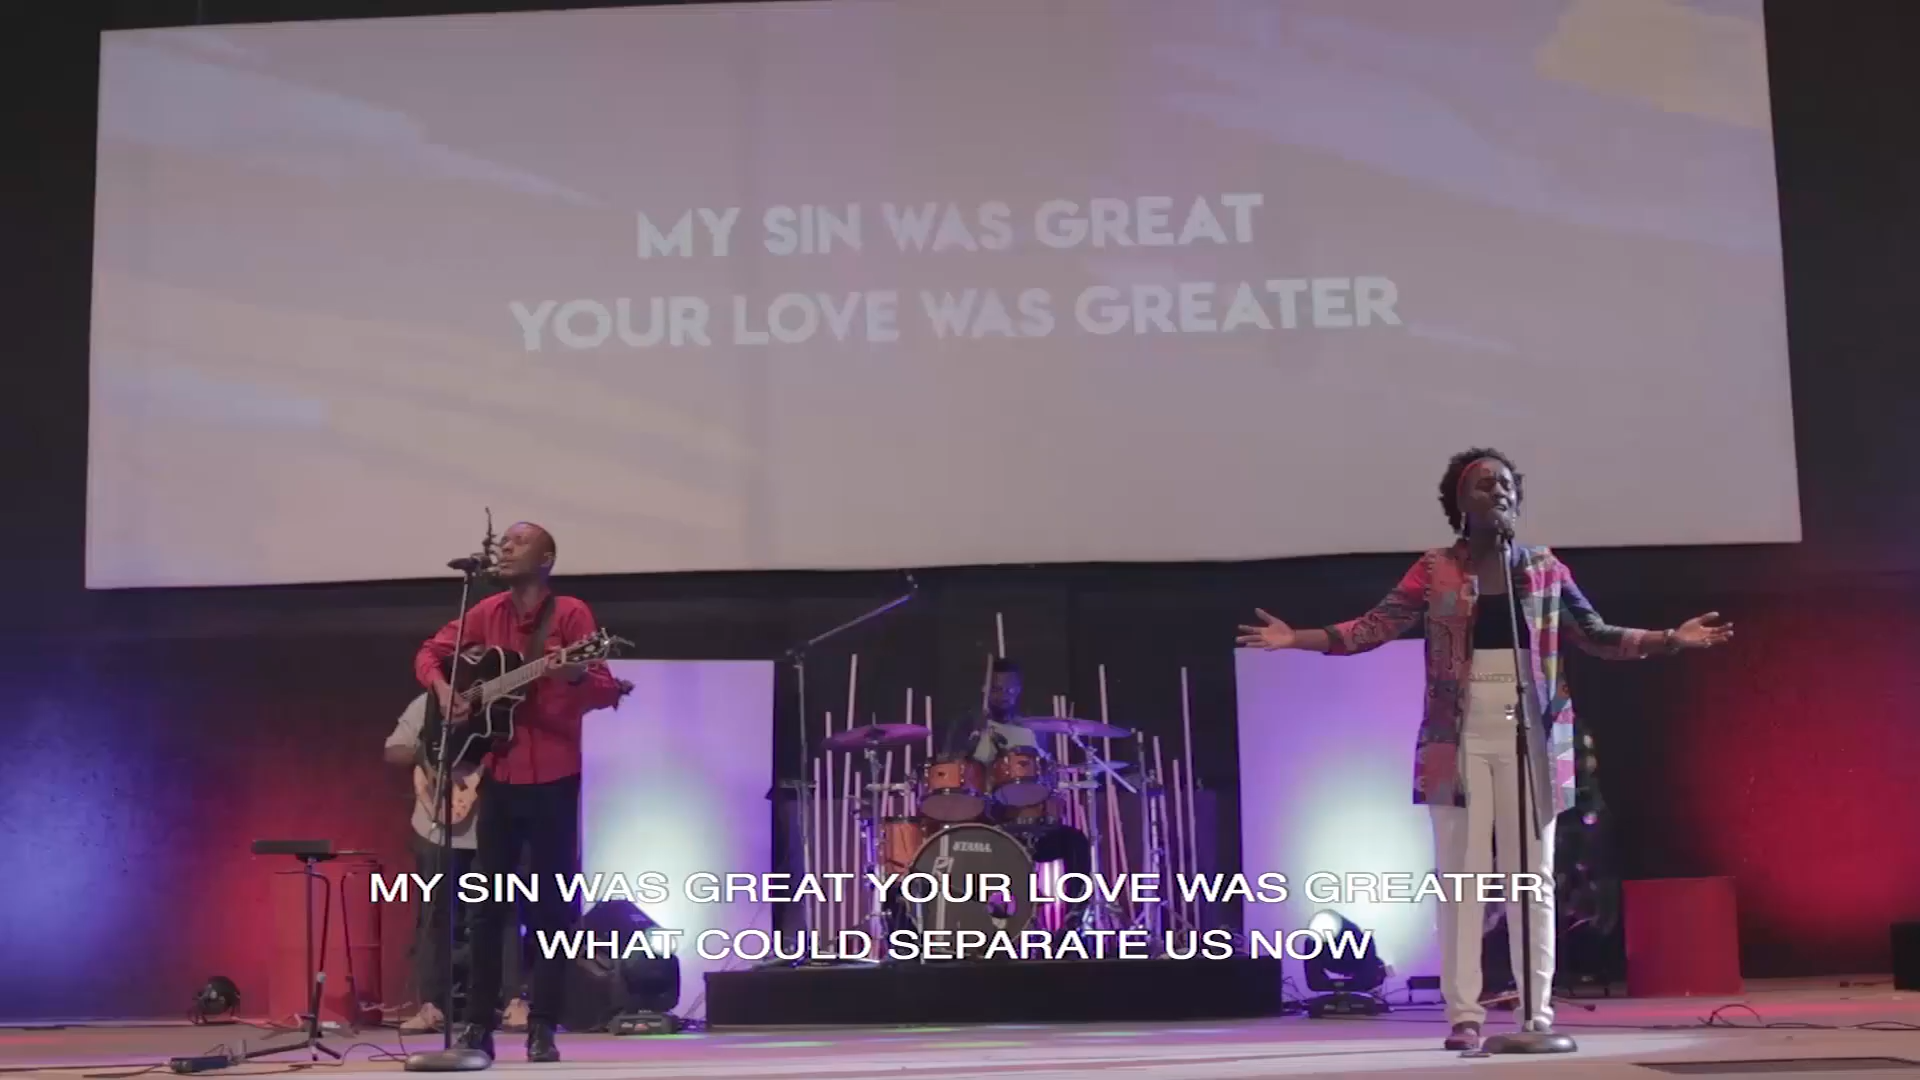 MY SIN WAS GREAT
YOUR LOVE WAS GREATER
TAMA
MY SIN WAS GREAT YOUR LOVE WAS GREATER
WHAT COULD SEPARATE US NOW